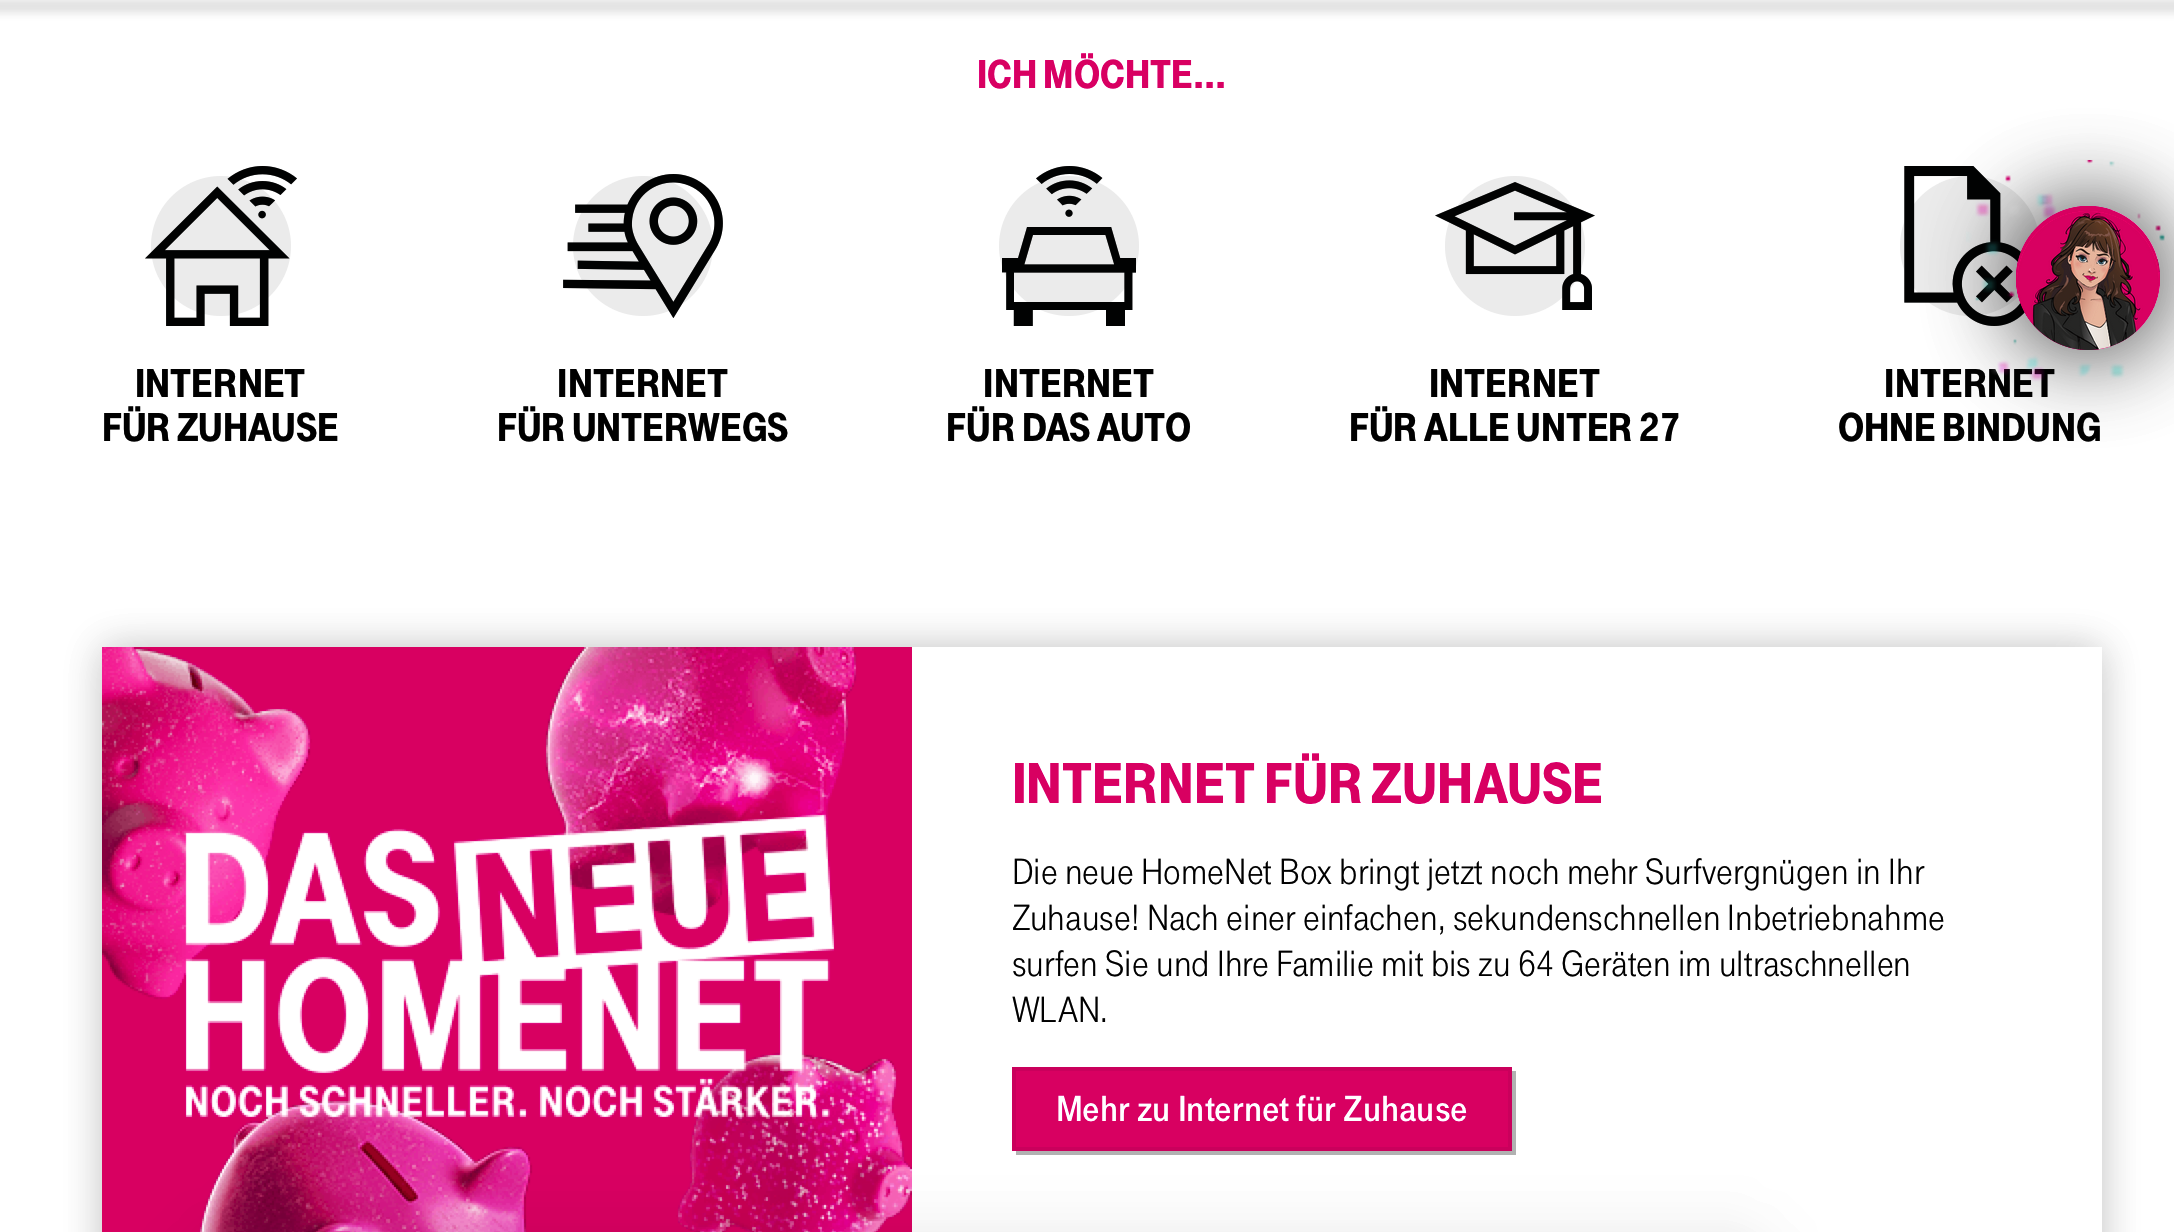 ICH MÖCHTE...
INTERNET
FÜR ZUHAUSE
INTERNET
FÜR UNTERWEGS
INTERNET
FÜR DAS AUTO
INTERNET
FÜR ALLE UNTER 27
INTERNET
OHNE BINDUNG
DAS NEUE
HOMENET
NOCH SCHNELLER. NOCH STÄRKER.
INTERNET FÜR ZUHAUSE
Die neue HomeNet Box bringt jetzt noch mehr Surfvergnügen in Ihr
Zuhause! Nach einer einfachen, sekundenschnellen Inbetriebnahme
surfen Sie und Ihre Familie mit bis zu 64 Geräten im ultraschnellen
WLAN.
Mehr zu Internet für Zuhause